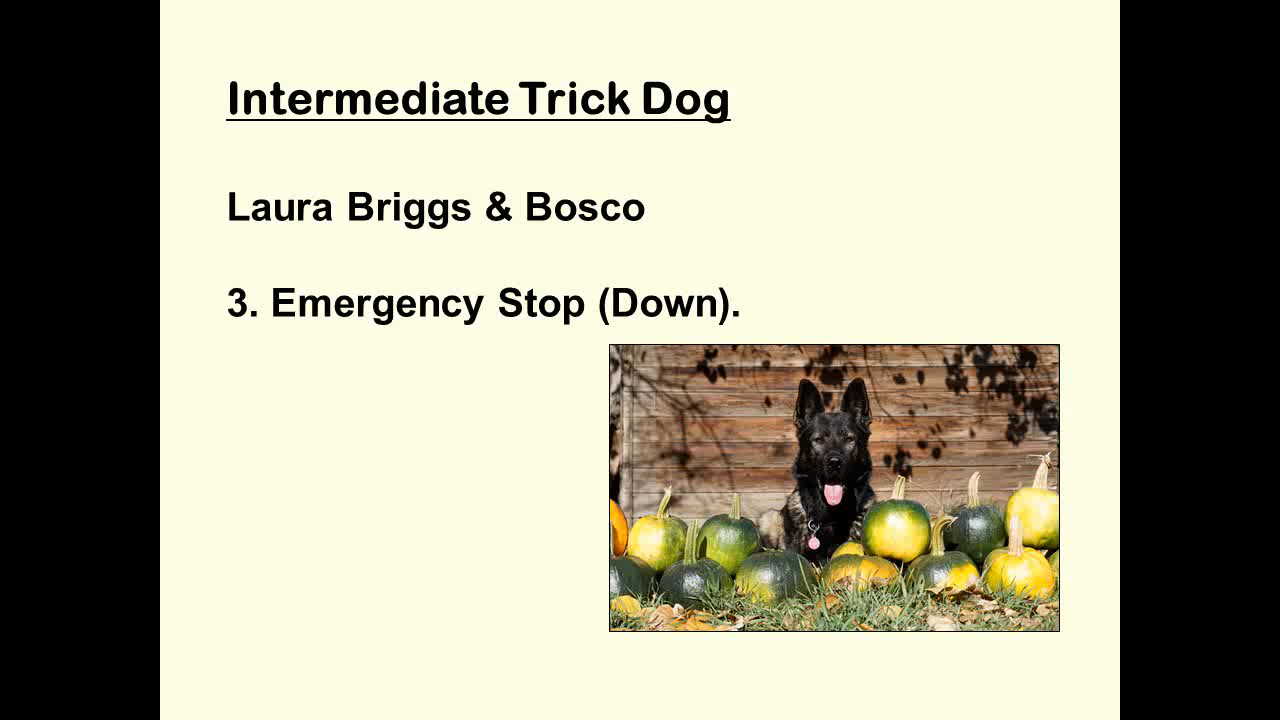 Intermediate Trick Dog
Laura Briggs & Bosco
3. Emergency Stop (Down).